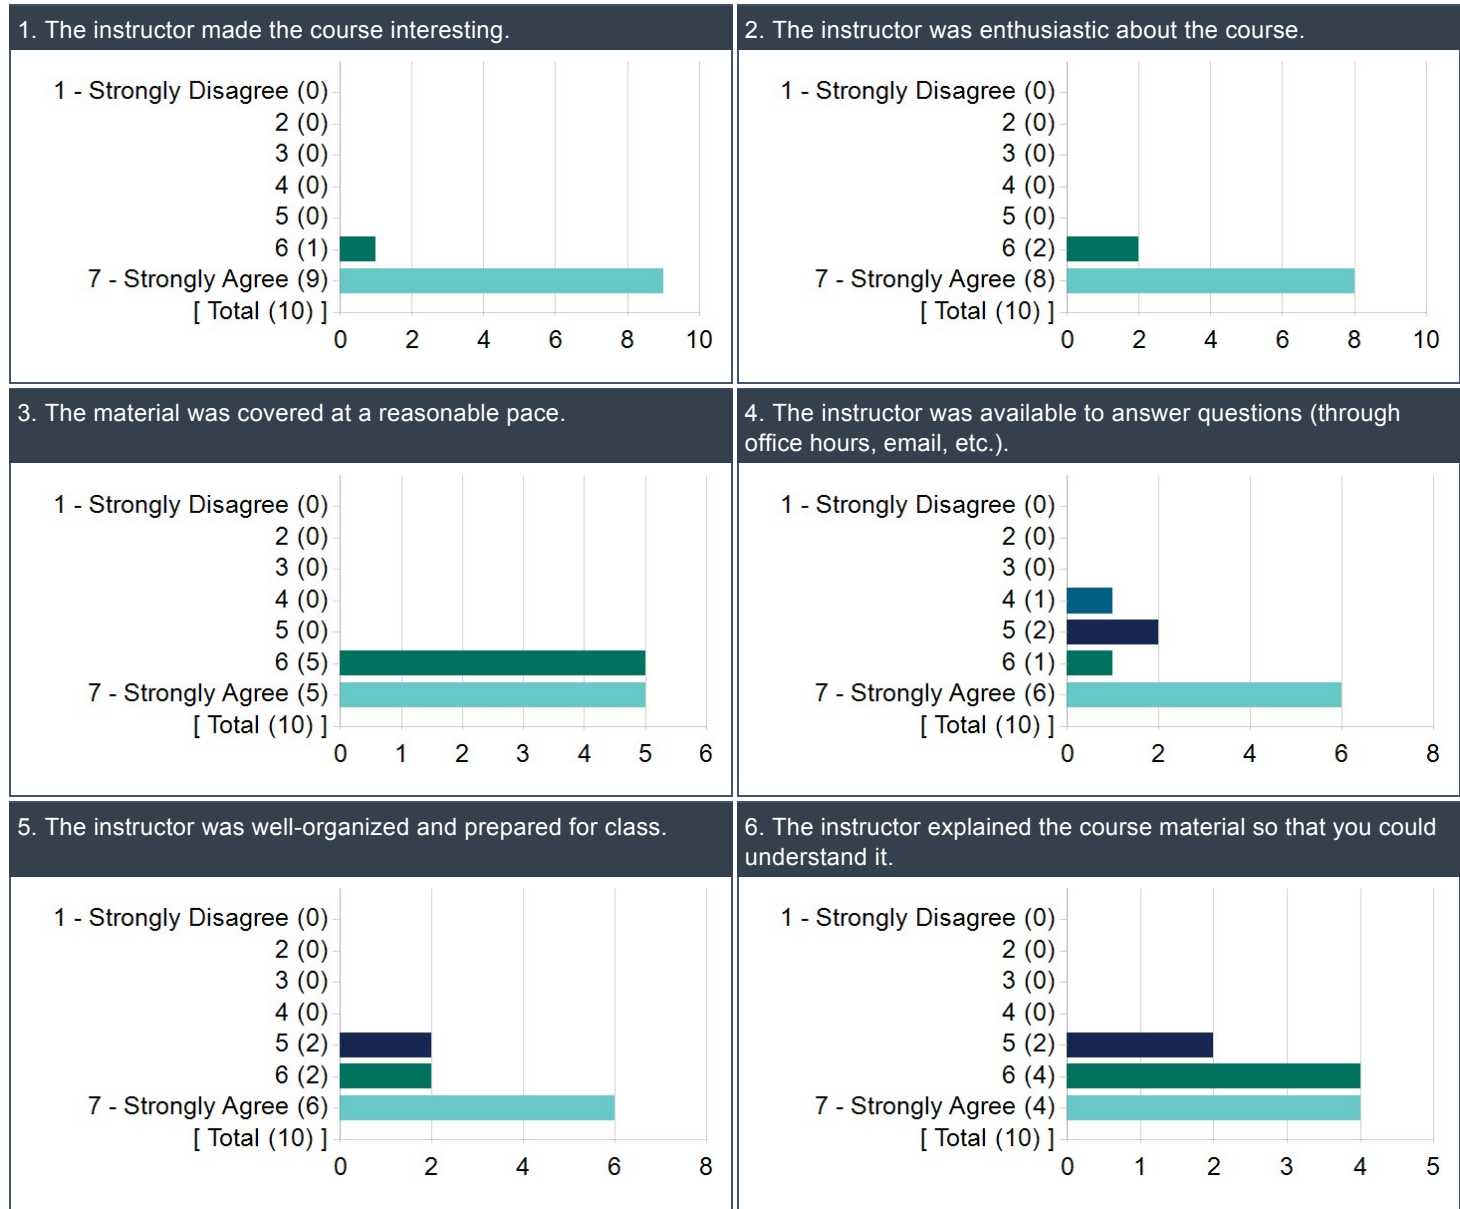 1. The instructor made the course interesting.
1 - Strongly Disagree (0)
2 (0)
3 (0)
4 (0)
5 (0)
6 (1)
7 - Strongly Agree (9)
[ Total (10) ]
0 2 4 6 8 10
2. The instructor was enthusiastic about the course.
1 - Strongly Disagree (0)
2 (0)
3 (0)
4 (0)
5 (0)
6 (2)
7 - Strongly Agree (8)
[ Total (10) ]
0 2 4 6 8 10
3. The material was covered at a reasonable pace.
1 - Strongly Disagree (0)
2 (0)
3 (0)
4 (0)
5 (0)
6 (5)
7 - Strongly Agree (5)
[ Total (10) ]
0 1 2 3 4 5 6
4. The instructor was available to answer questions (through
office hours, email, etc.).
1 - Strongly Disagree (0)
2 (0)
3 (0)
4 (1)
5 (2)
6 (1)
7 - Strongly Agree (6)
[ Total (10) ]
0 2 4 6 8
5. The instructor was well-organized and prepared for class.
1 - Strongly Disagree (0)
2 (0)
3 (0)
4 (0)
5 (2)
6 (2)
7 - Strongly Agree (6)
[ Total (10) ]
0 2 4 6 8
6. The instructor explained the course material so that you could
understand it.
1 - Strongly Disagree (0)
2 (0)
3 (0)
4 (0)
5 (2)
6 (4)
7 - Strongly Agree (4)
[ Total (10) ]
0 1 2 3 4 5